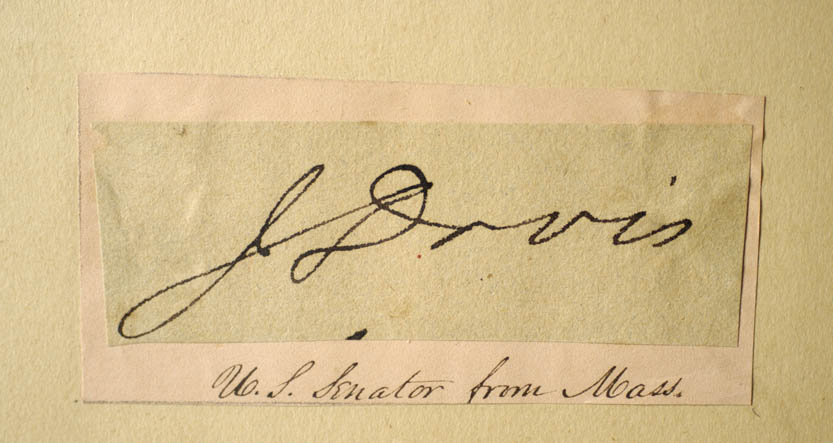 J Davis
U. S. Senator from Mass.